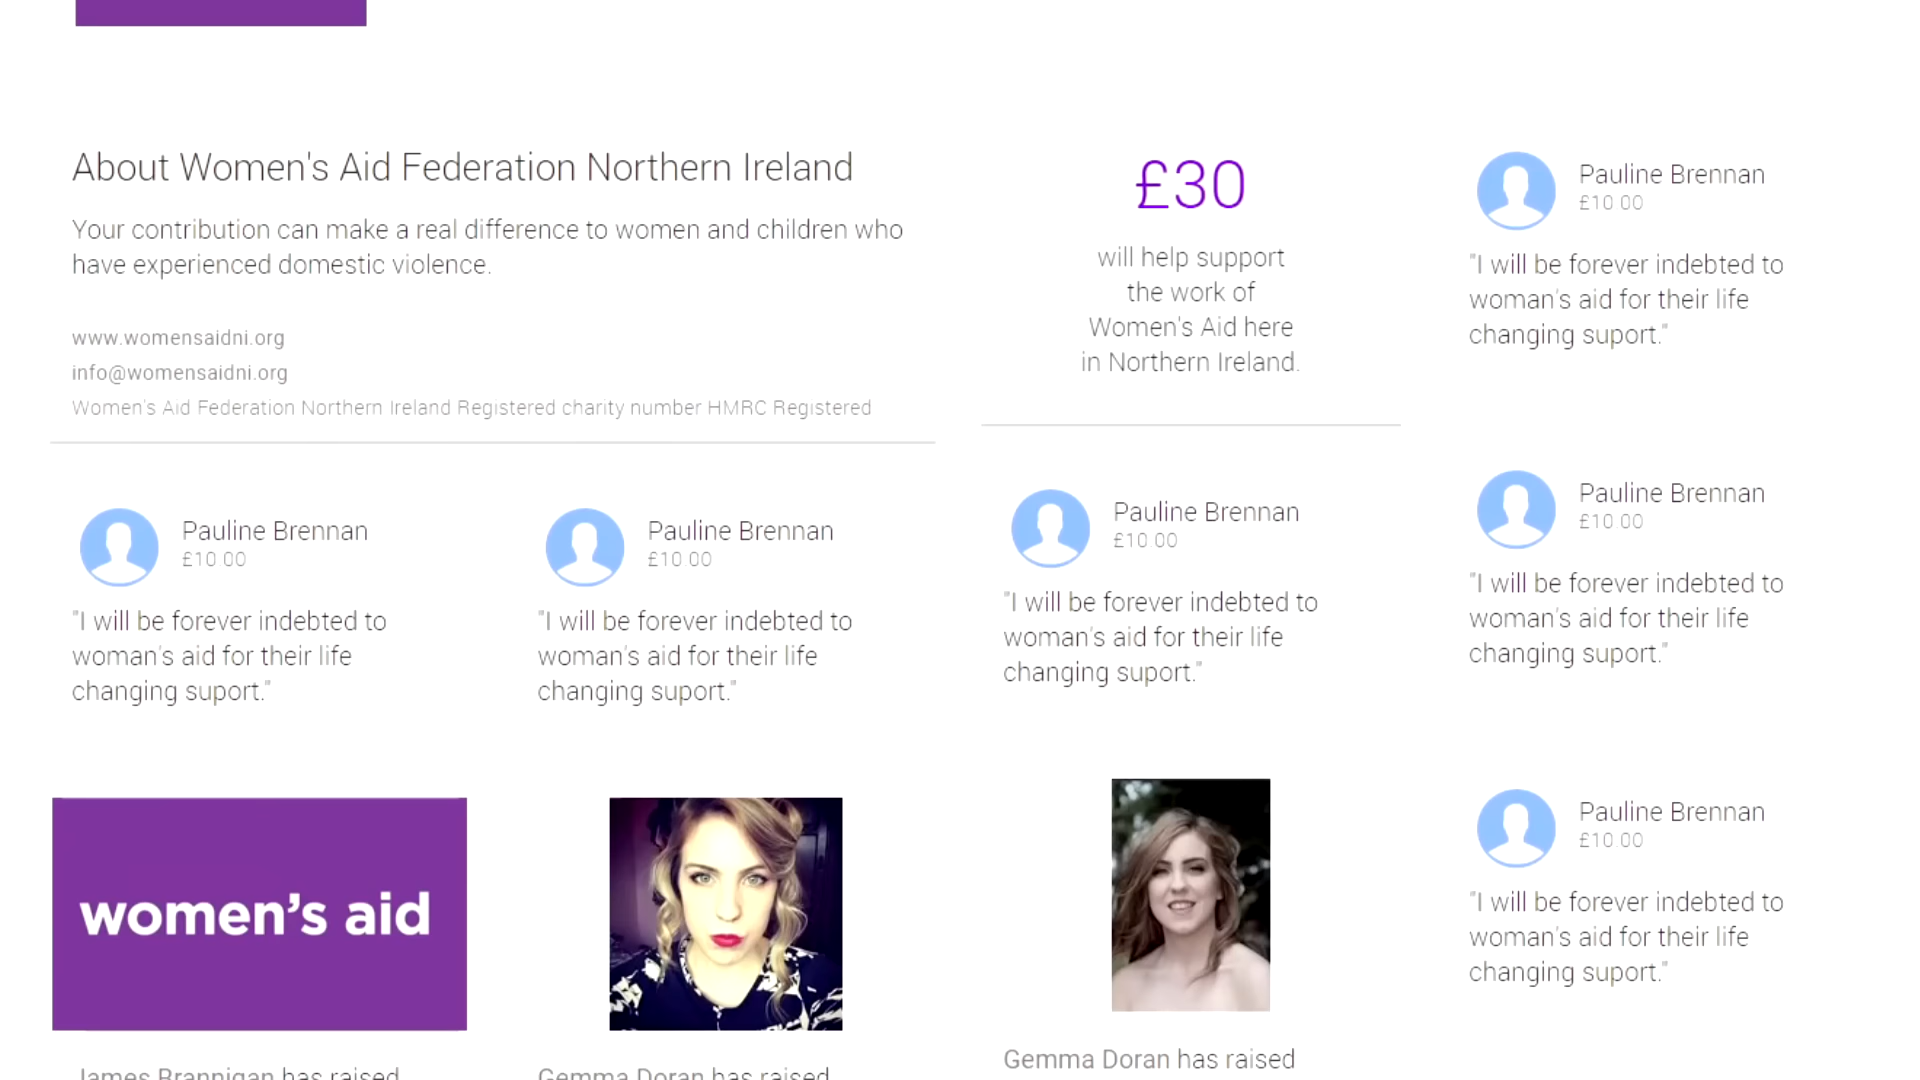 About Women's Aid Federation Northern Ireland
Your contribution can make a real difference to women and children who
have experienced domestic violence.
www.womensaidni.org
info@womensaidni.org
Women's Aid Federation Northern Ireland Registered charity number HMRC Registered
£30
will help support
the work of
Women's Aid here
in Northern Ireland.
Pauline Brennan
£10.00
"I will be forever indebted to
woman's aid for their life
changing suport."
Pauline Brennan
£10.00
"I will be forever indebted to
woman's aid for their life
changing suport."
Pauline Brennan
£10.00
"I will be forever indebted to
woman's aid for their life
changing suport."
Pauline Brennan
£10.00
"I will be forever indebted to
woman's aid for their life
changing suport."
Pauline Brennan
£10.00
"I will be forever indebted to
woman's aid for their life
changing suport."
women's aid
James Brannigan has raised
Gemma Doran has raised
Gemma Doran has raised
Pauline Brennan
£10.00
"I will be forever indebted to
woman's aid for their life
changing suport."